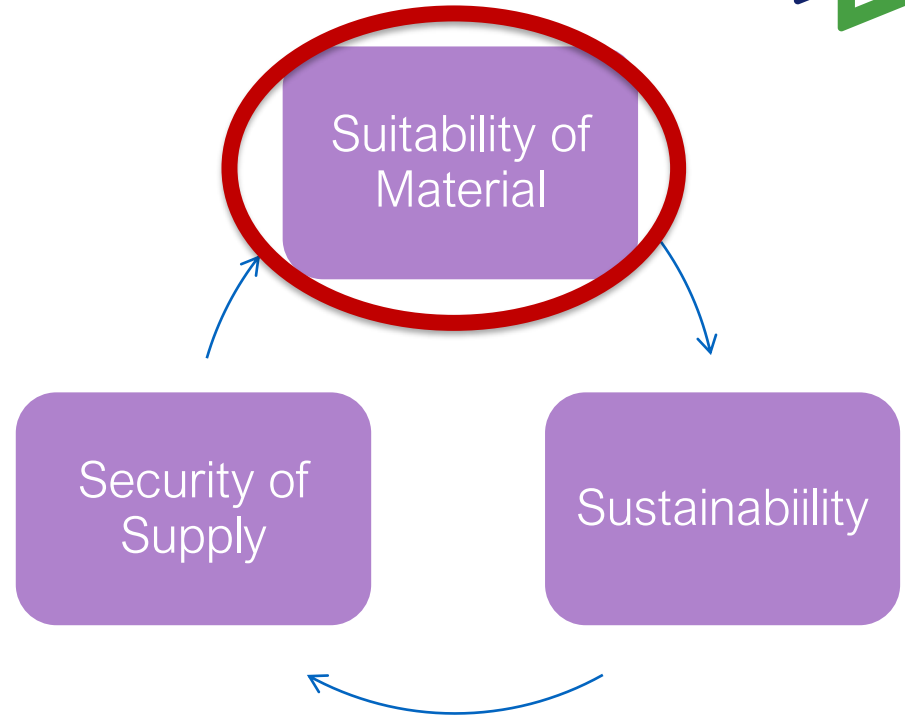 Suitability of
Material
Security of
Supply
Sustainabiility